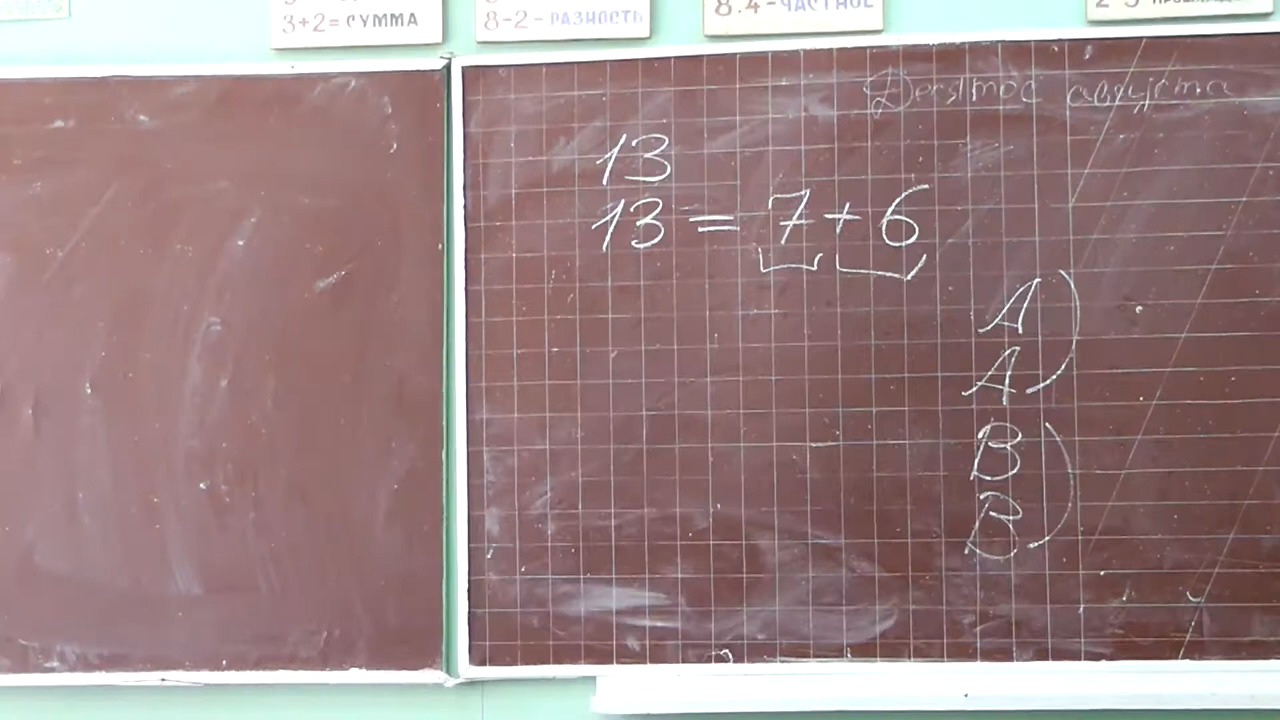 3+2=СУММА
8-2-РАЗНОСТЬ
8:4-ЧАСТНОЕ
Десятое августа
13
13 = 7 + 6
А
А
В
В